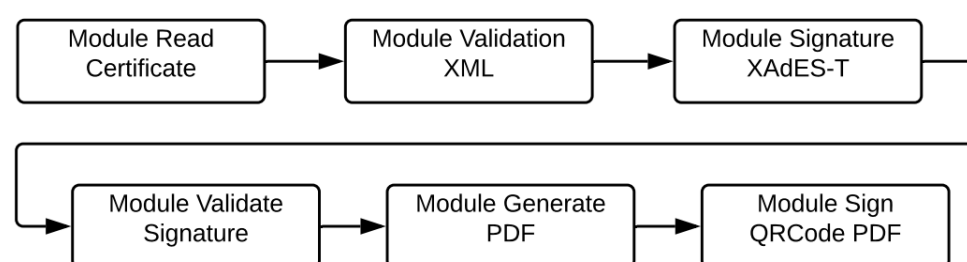 Module Read
Certificate
Module Validation
XML
Module Signature
XAdES-T
Module Validate
Signature
Module Generate
PDF
Module Sign
QRCode PDF